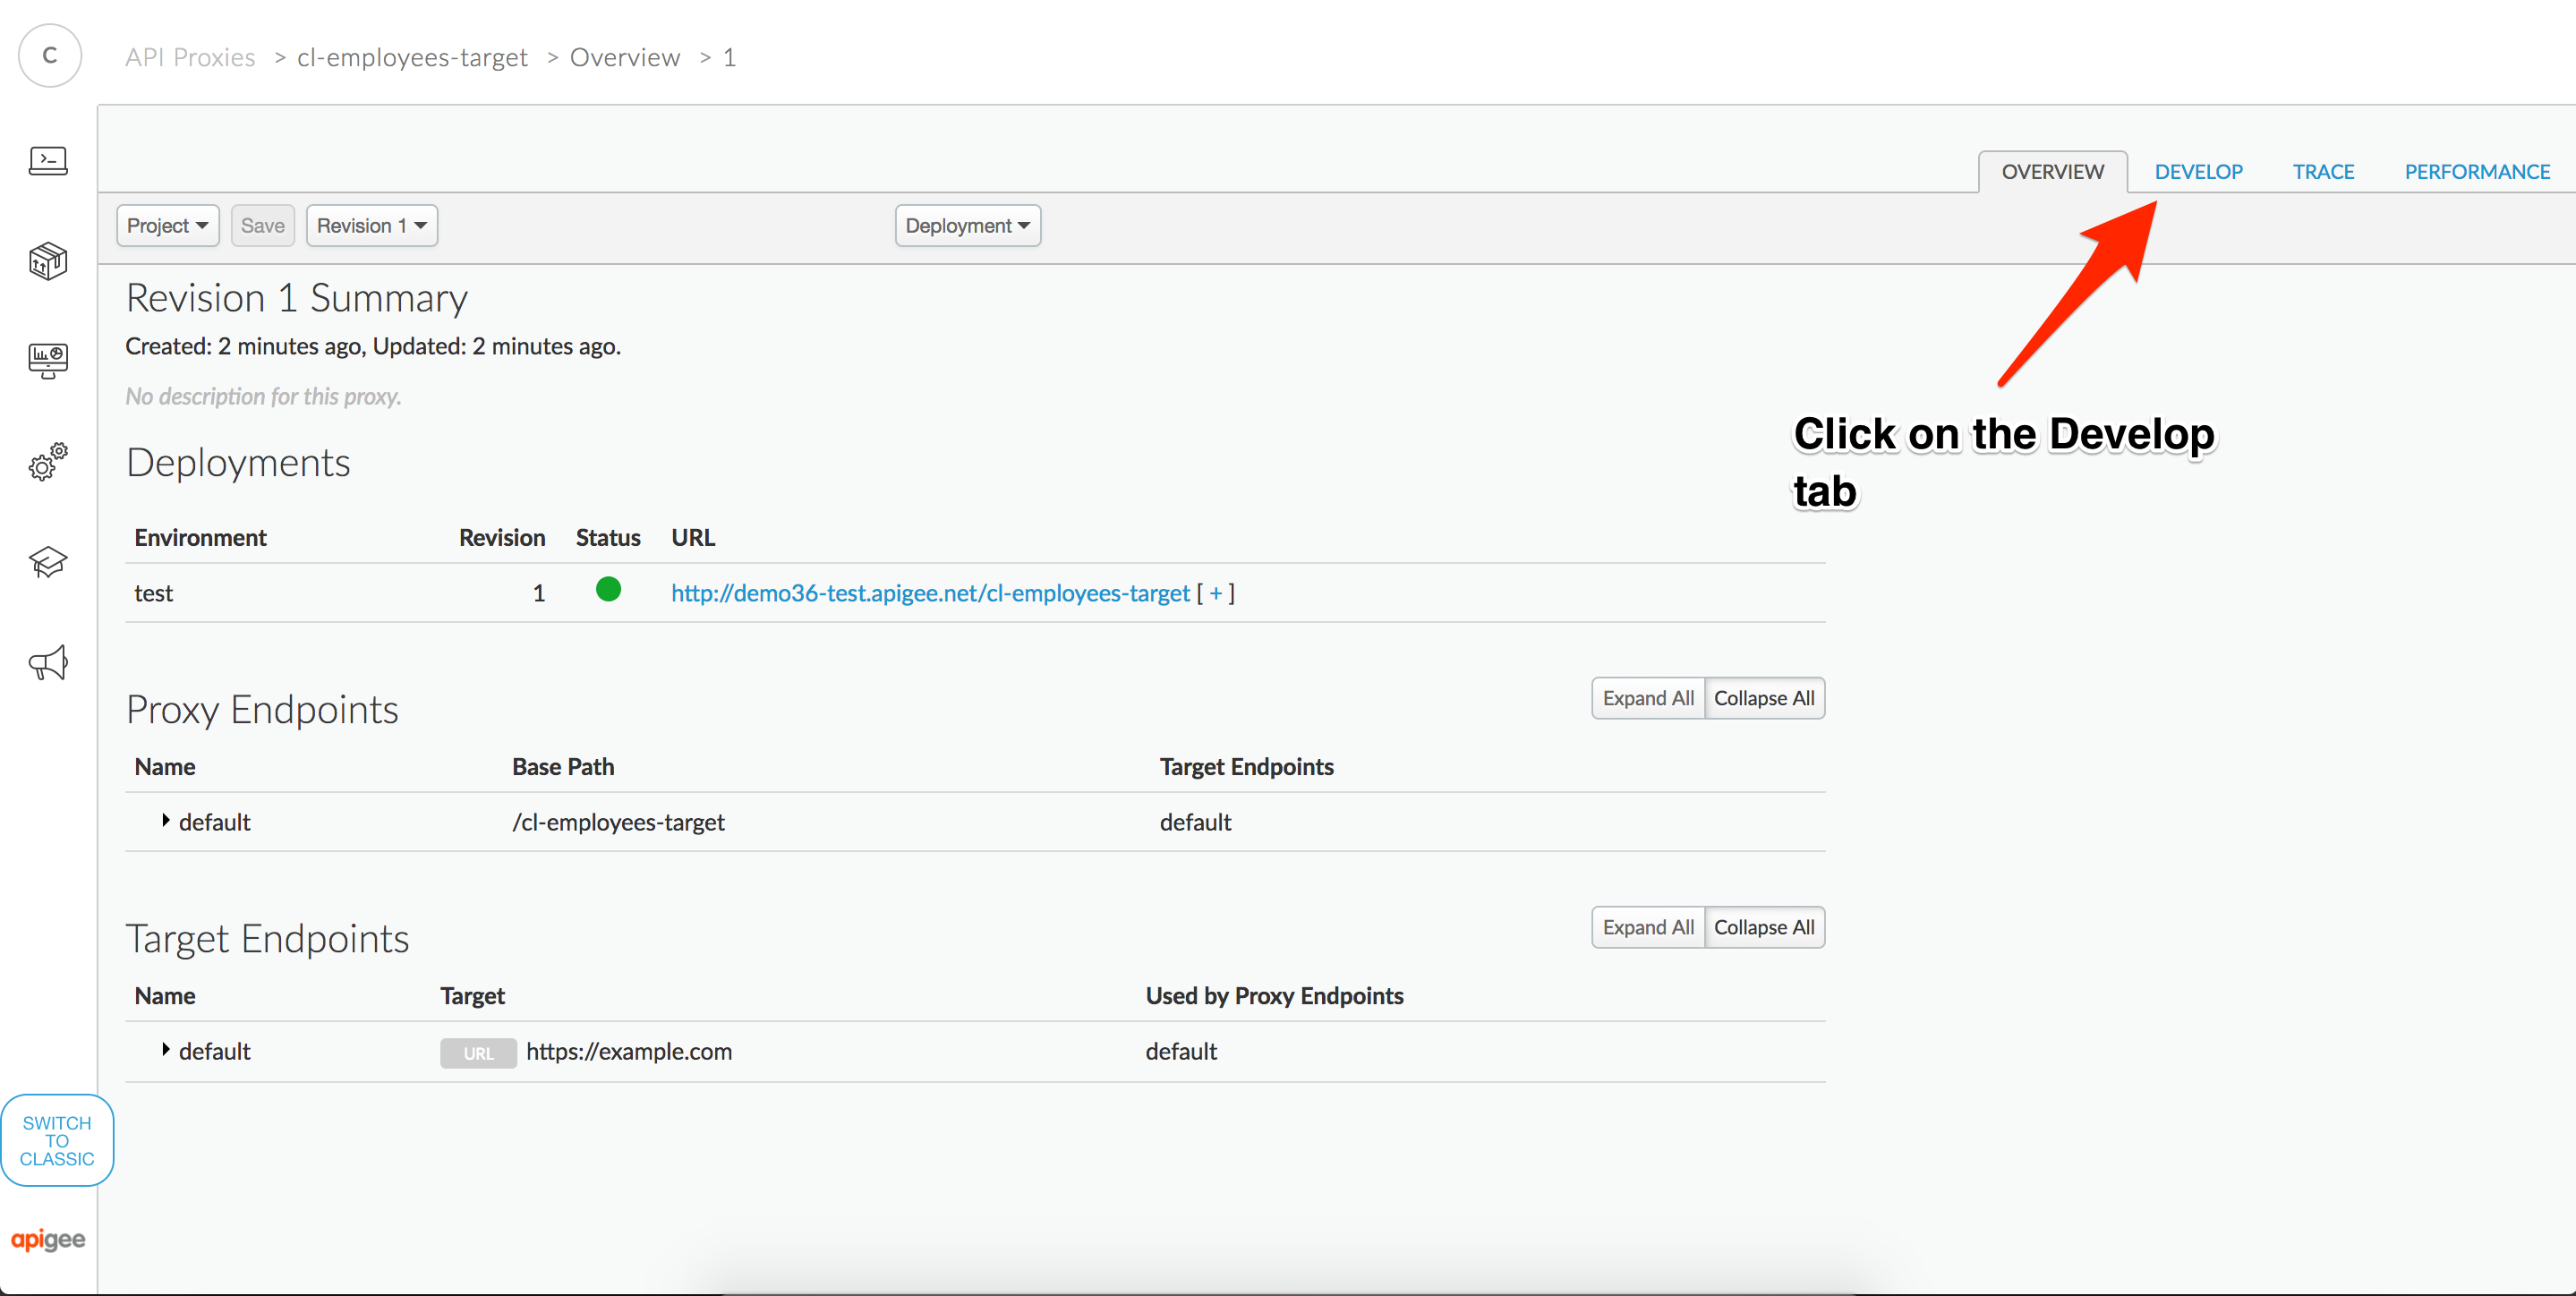 C
API Proxies > cl-employees-target > Overview > 1
OVERVIEW DEVELOP TRACE PERFORMANCE
Project Save Revision 1 Deployment
Revision 1 Summary
Created: 2 minutes ago, Updated: 2 minutes ago.
No description for this proxy.
Click on the Develop
tab
Deployments
Environment Revision Status URL
test 1 http://demo36-test.apigee.net/cl-employees-target [ + ]
Proxy Endpoints
Expand All Collapse All
Name Base Path Target Endpoints
default /cl-employees-target default
Target Endpoints
Expand All Collapse All
Name Target Used by Proxy Endpoints
default URL https://example.com default
SWITCH
TO
CLASSIC
apigee